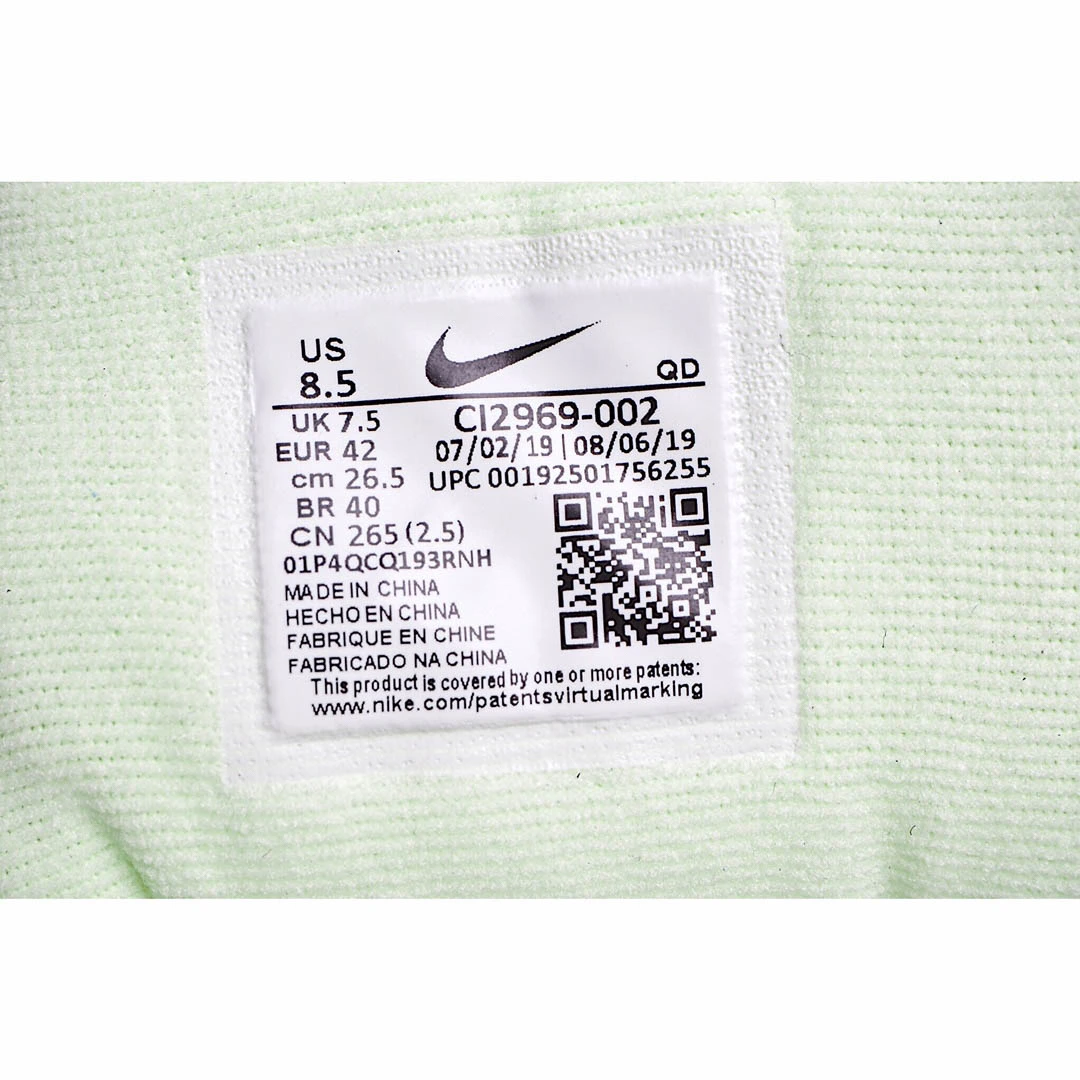 US
8.5
QD
UK 7.5
CI2969-002
EUR 42
07/02/19 | 08/06/19
cm 26.5
UPC 00192501756255
BR 40
CN 265 (2.5)
01P4QCQ193RNH
MADE IN CHINA
HECHO EN CHINA
FABRIQUE EN CHINE
FABRICADO NA CHINA
This product is covered by one or more patents:
www.nike.com/patentsvirtualmarking